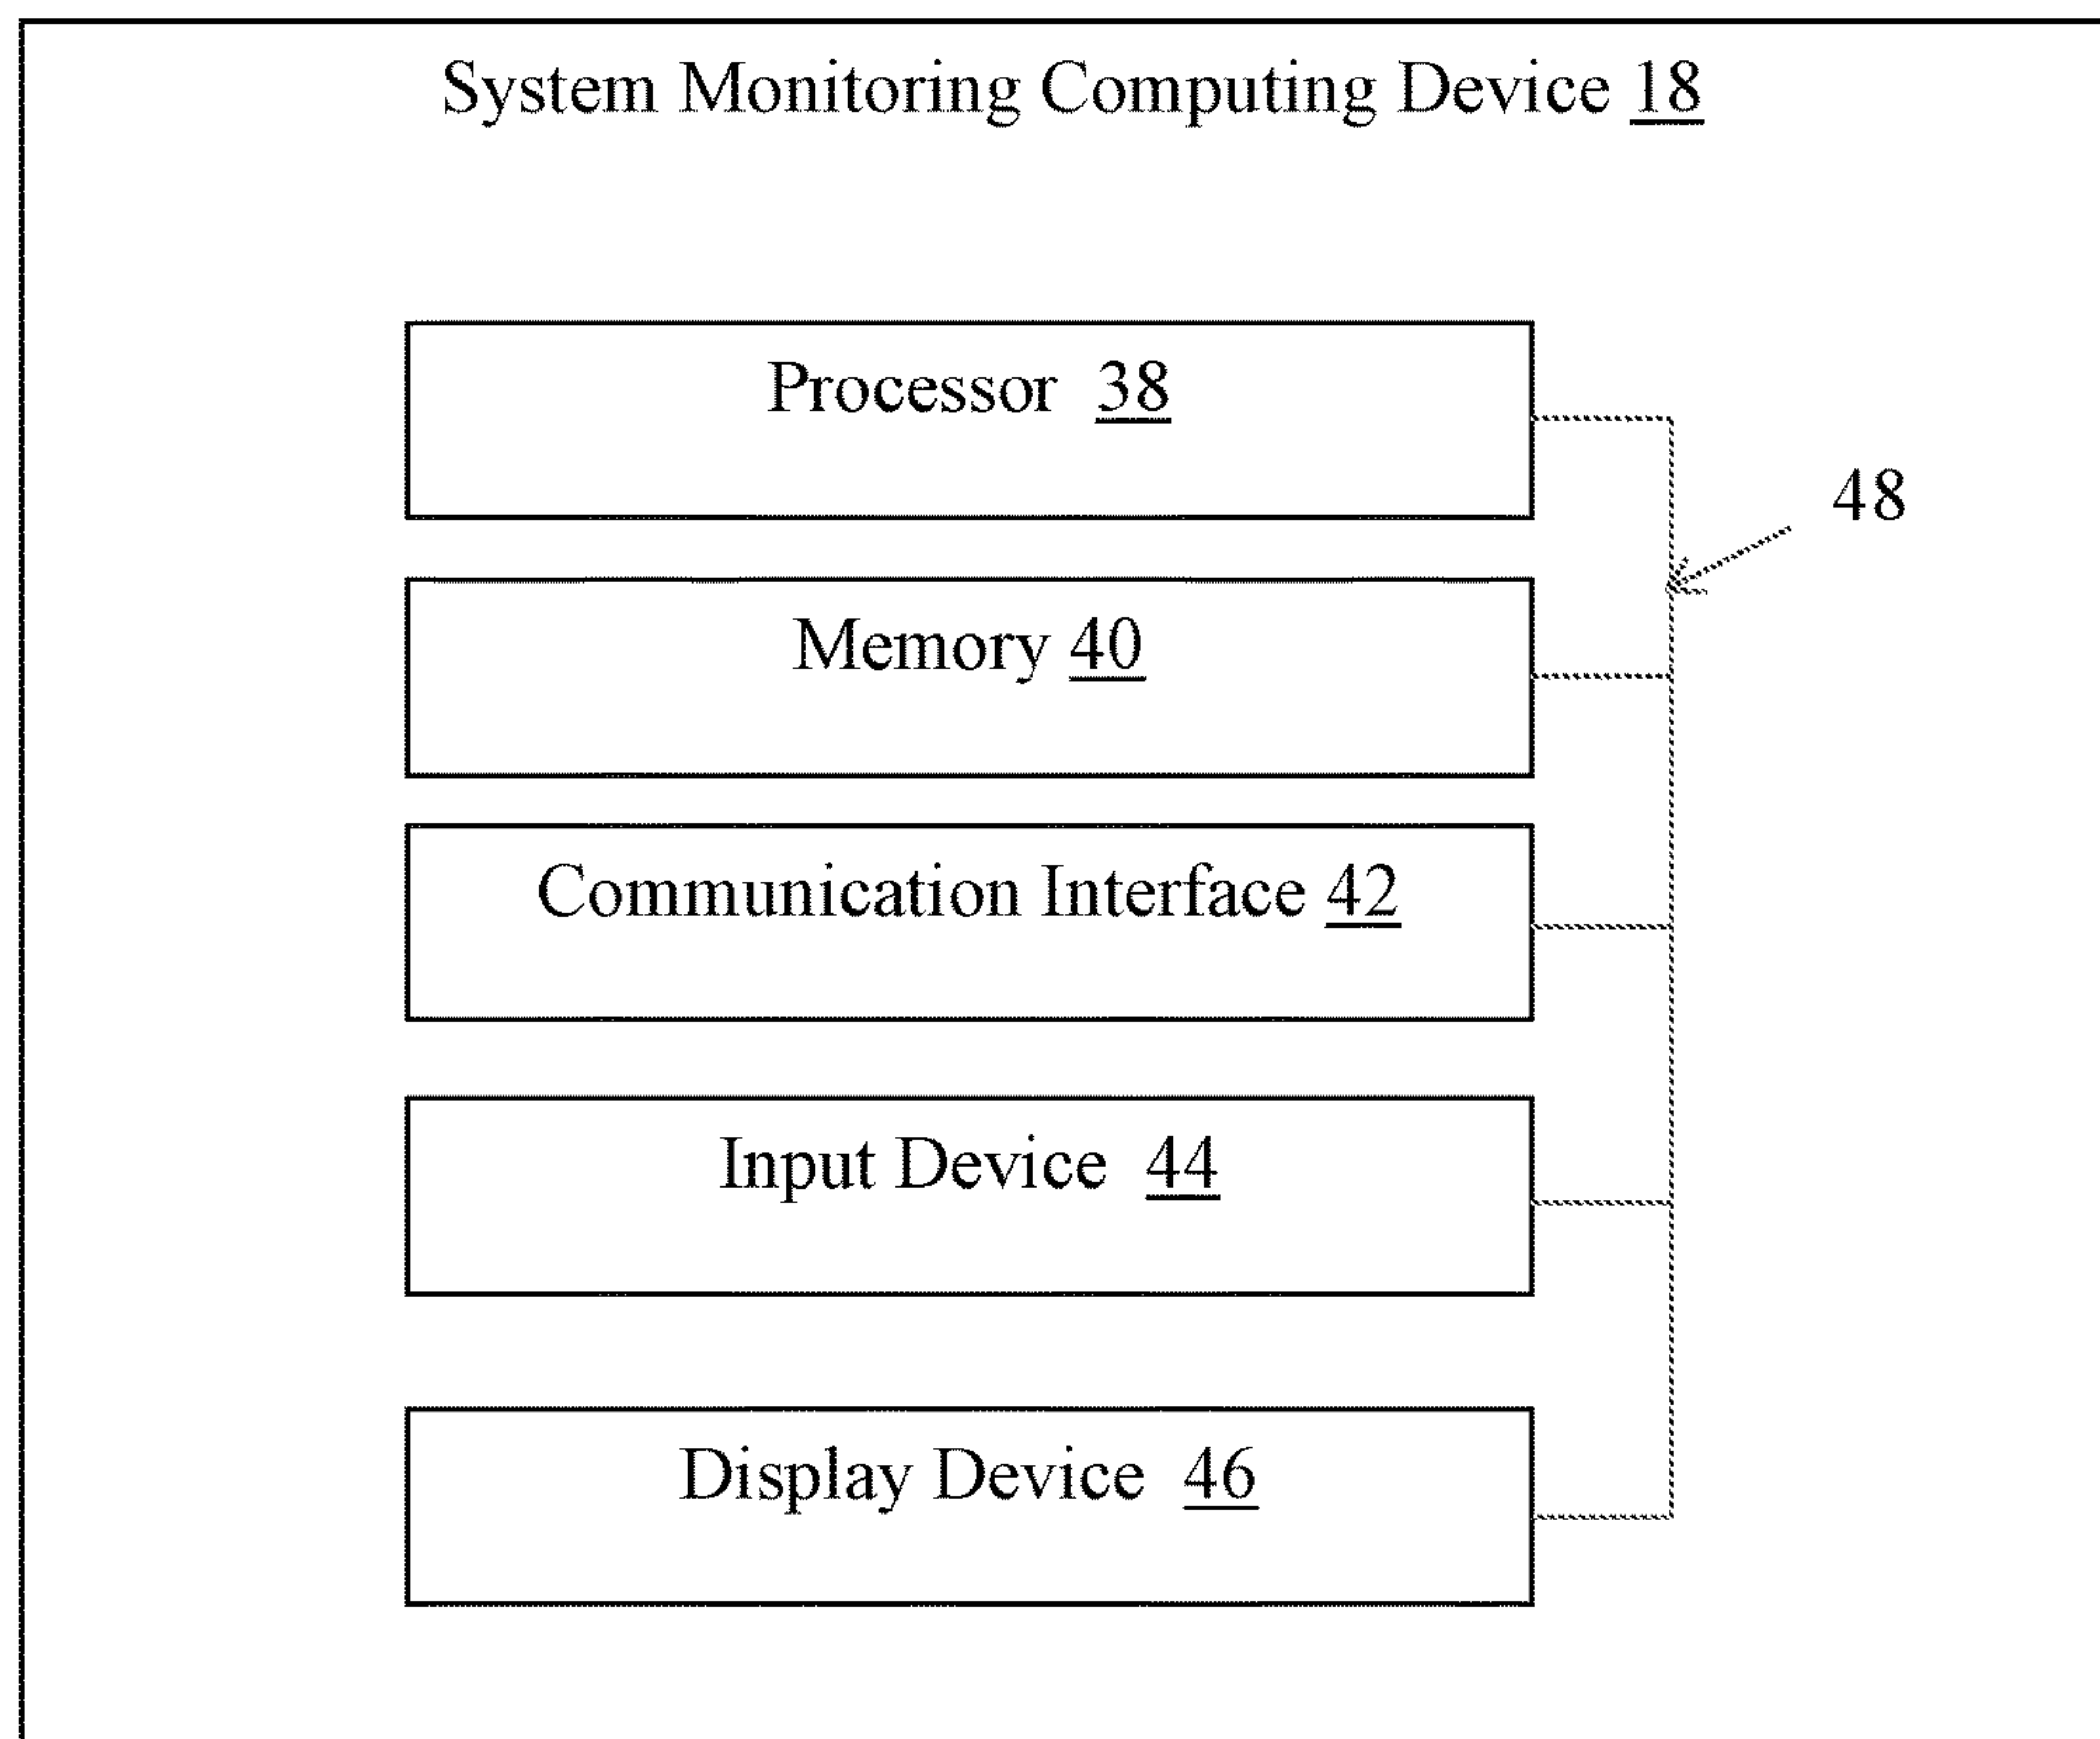 System Monitoring Computing Device 18
Processor 38
48
Memory 40
Communication Interface 42
Input Device 44
Display Device 46